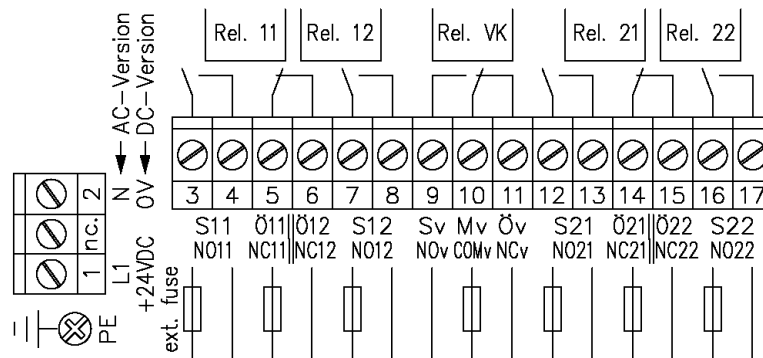 Rel. 11 Rel. 12 Rel. VK Rel. 21 Rel. 22
AC-Version
DC-Version
N
0V
2
nc.
1
L1
+24VDC
PE
3 4 5 6 7 8 9 10 11 12 13 14 15 16 17
S11 Ö11 Ö12 S12 Sv Mv Öv S21 Ö21 Ö22 S22
NO11 NC11 NC12 NO12 NOv COMv NCv NO21 NC21 NC22 NO22
ext. fuse